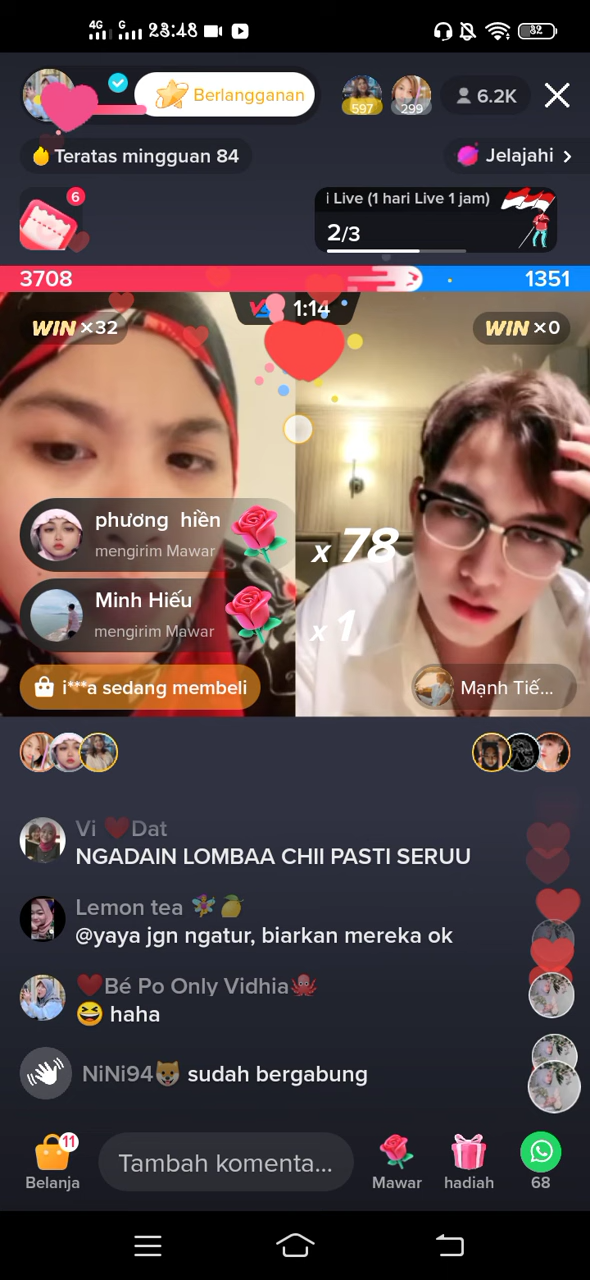 4G G 23:48 32
Berlangganan
597
299
6.2K
Teratas mingguan 84
Jelajahi
6
i Live (1 hari Live 1 jam)
2/3
3708
1351
1:14
WIN ×32
WIN ×0
phương hiền
mengirim Mawar
x 78
Minh Hiếu
mengirim Mawar
x 1
i***a sedang membeli
Mạnh Tiế...
Vi ❤️Dat
NGADAIN LOMBAA CHII PASTI SERUU
Lemon tea 🧚🍋
@yaya jgn ngatur, biarkan mereka ok
❤️Bé Po Only Vidhia🐙
😆 haha
NiNi94🐶 sudah bergabung
11
Tambah komenta...
Belanja
Mawar
hadiah
68